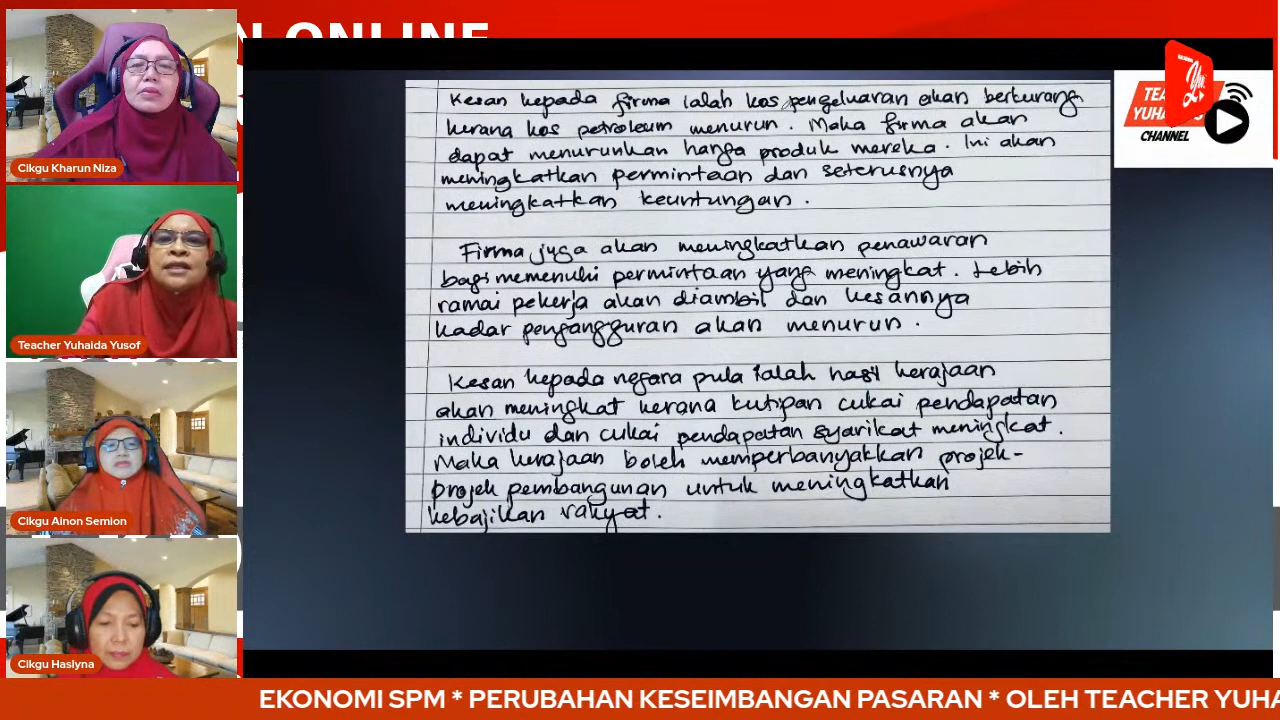 N ONLINE
Cikgu Kharun Niza
Teacher Yuhaida Yusof
Cikgu Ainon Semion
Cikgu Haslyna
Kesan kepada firma ialah kos pengeluaran akan berkurang
kerana kos petroleum menurun. Maka firma akan
dapat menurunkan harga produk mereka. Ini akan
meningkatkan permintaan dan seterusnya
meningkatkan keuntungan.
Firma juga akan meningkatkan penawaran
bagi memenuhi permintaan yang meningkat. Lebih
ramai pekerja akan diambil dan kesannya
kadar pengangguran akan menurun.
Kesan kepada negara pula ialah hasil kerajaan
akan meningkat kerana kutipan cukai pendapatan
individu dan cukai pendapatan syarikat meningkat.
Maka kerajaan boleh memperbanyakkan projek-
projek pembangunan untuk meningkatkan
kebajikan rakyat.
TEA
YUHA
CHANNEL
EKONOMI SPM * PERUBAHAN KESEIMBANGAN PASARAN * OLEH TEACHER YUHA